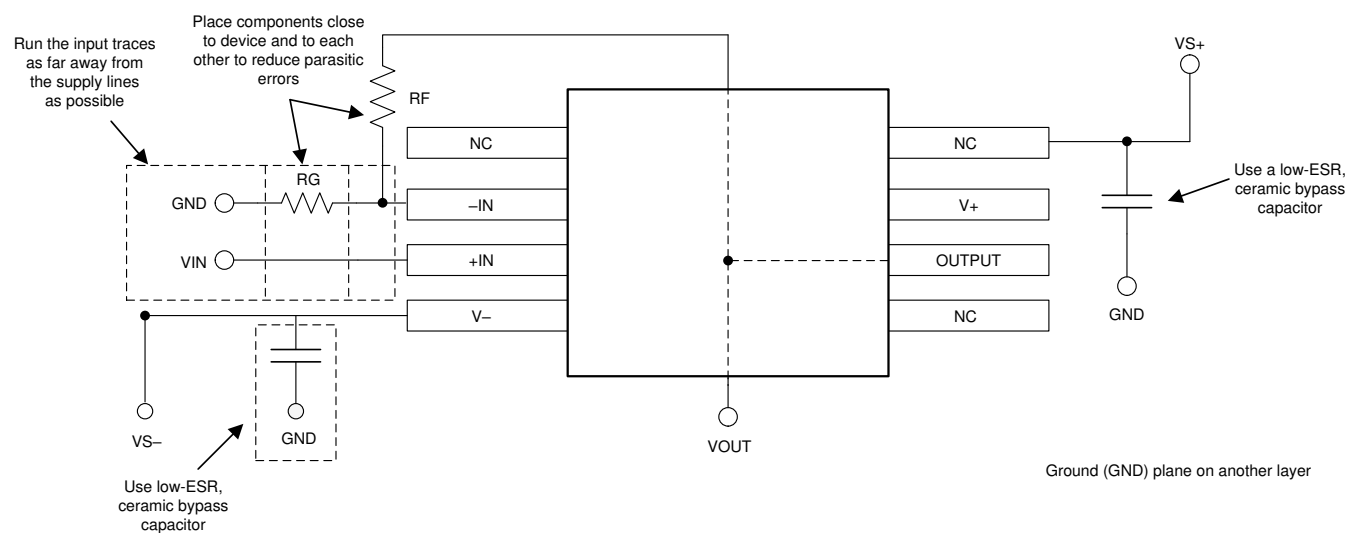 Place components close
to device and to each
other to reduce parasitic
errors
Run the input traces
as far away from
the supply lines
as possible
VS+
RF
NC
NC
Use a low-ESR,
ceramic bypass
capacitor
RG
GND
–IN
V+
VIN
+IN
OUTPUT
V–
NC
GND
VS–
GND
VOUT
Ground (GND) plane on another layer
Use low-ESR,
ceramic bypass
capacitor